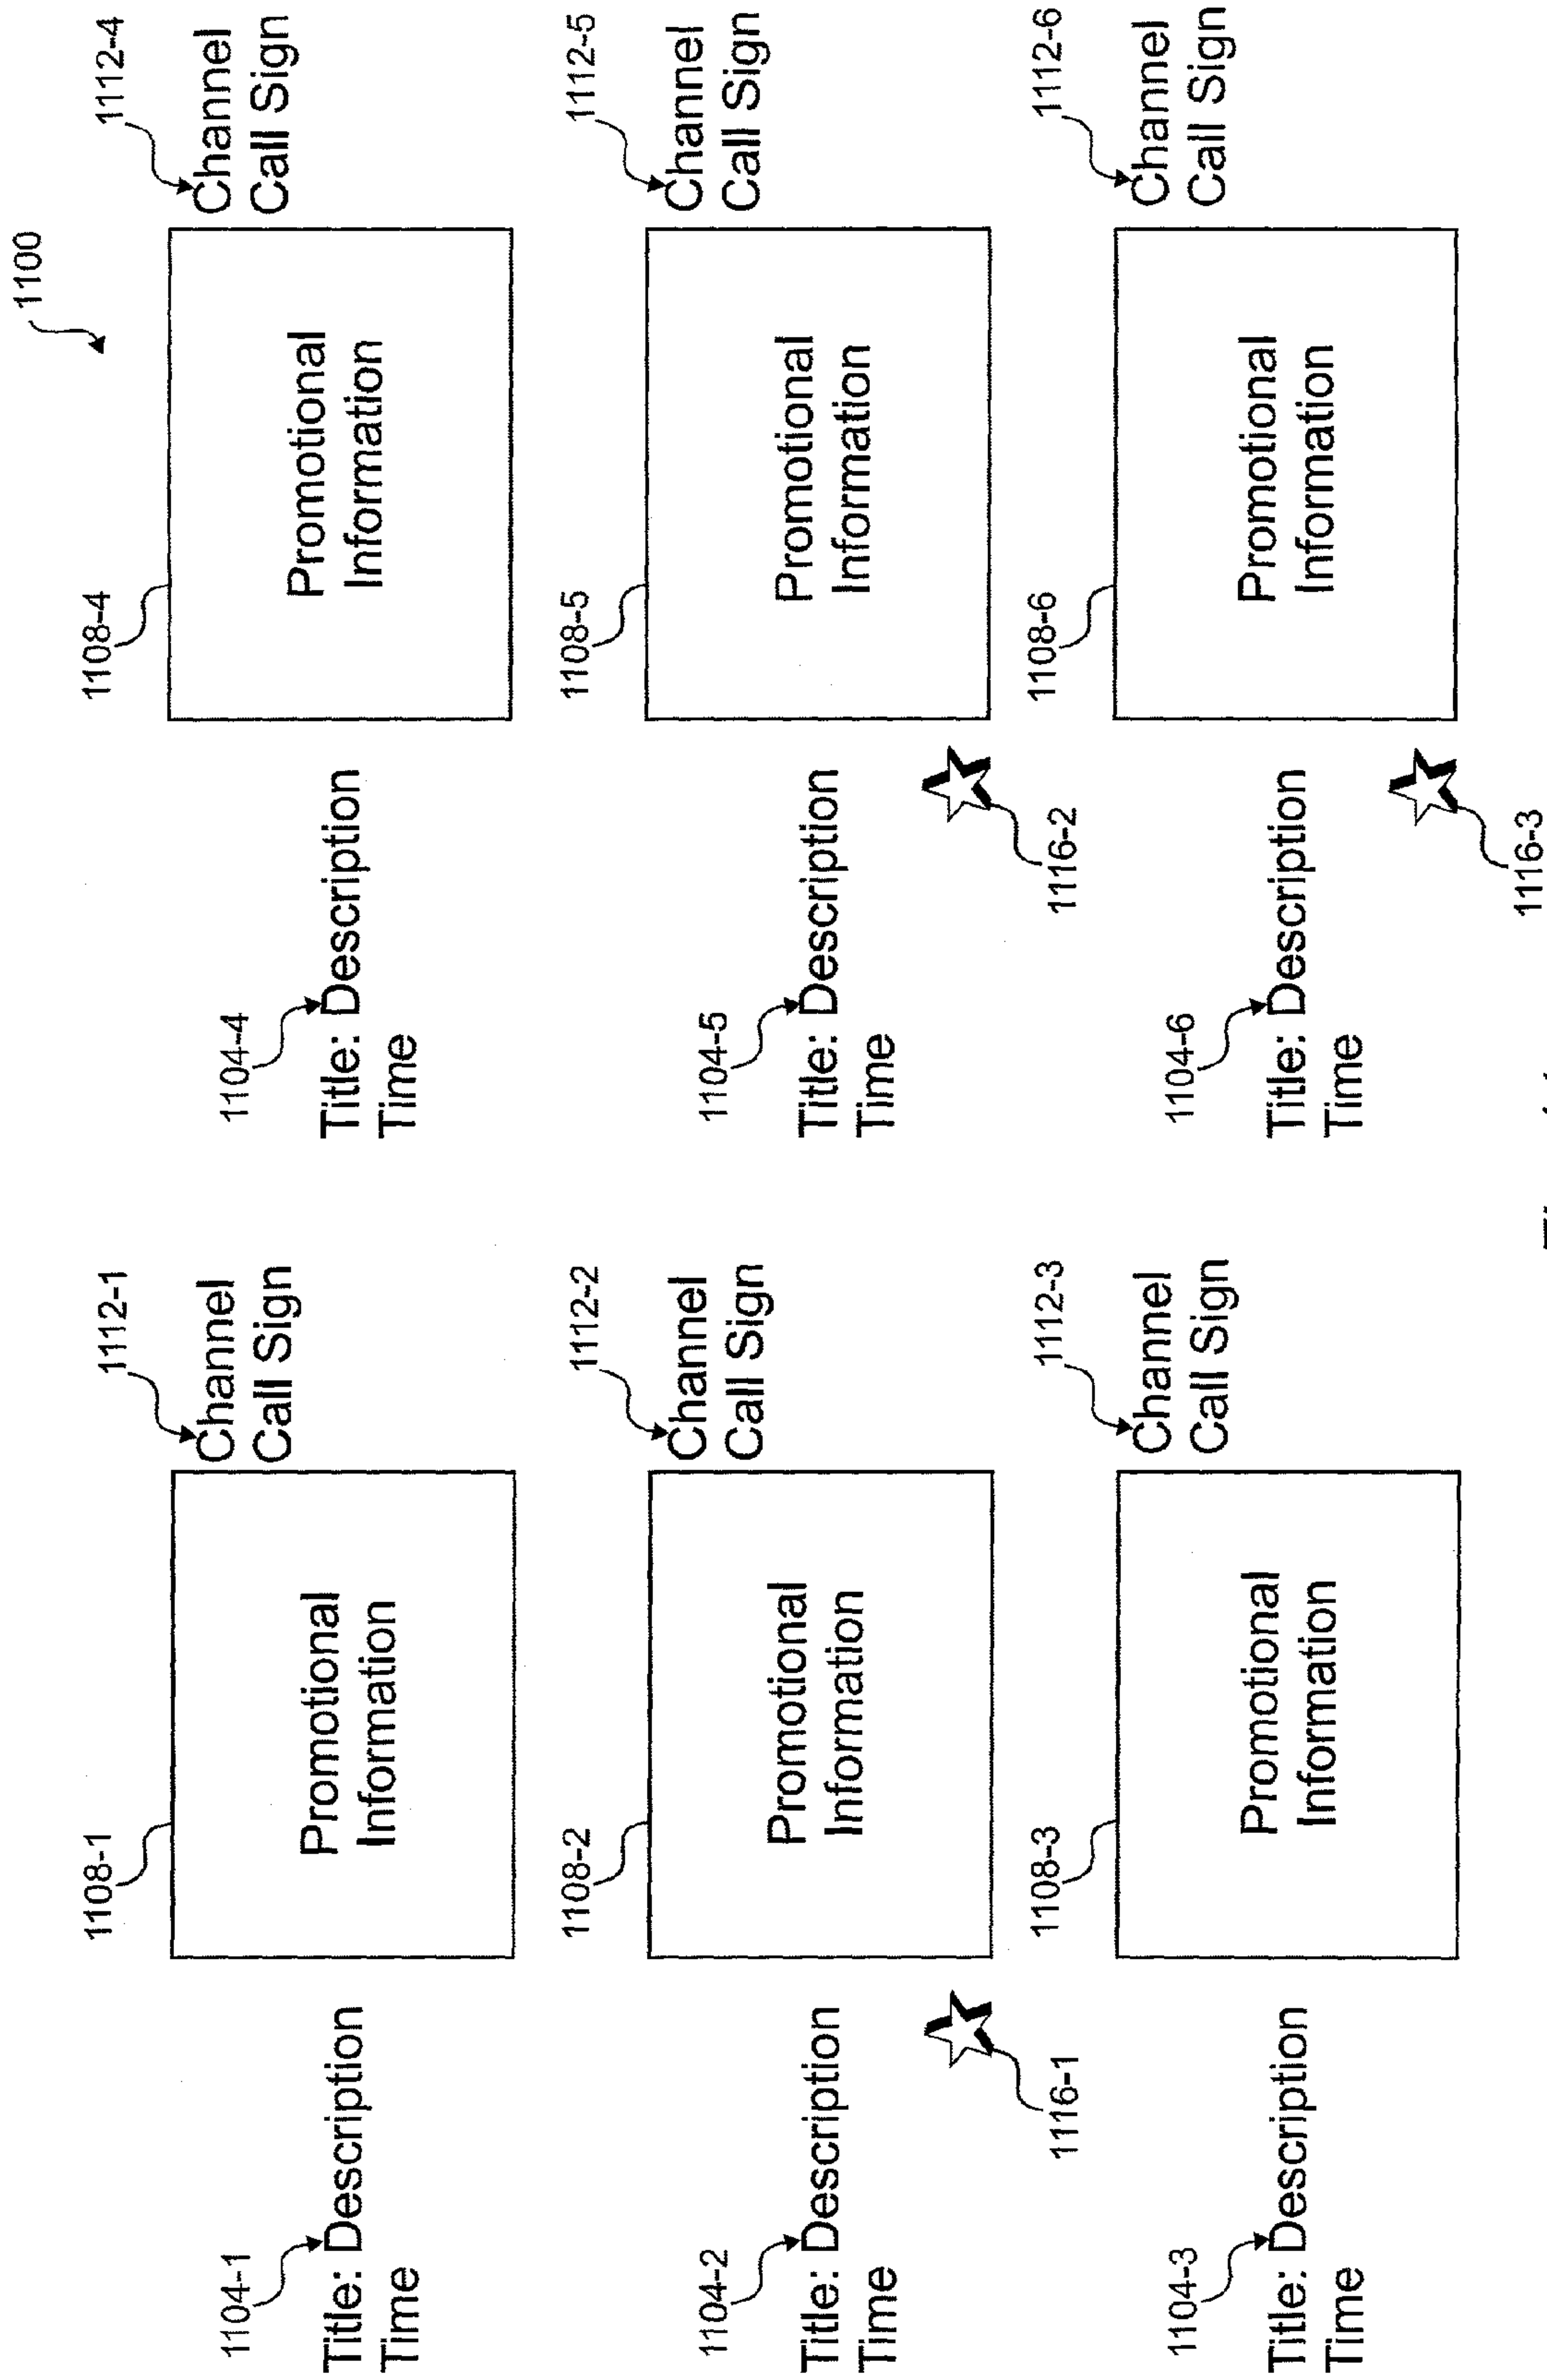 1100
1104-1
Title: Description
Time
1108-1
Promotional
Information
1112-1
Channel
Call Sign
1104-4
Title: Description
Time
1108-4
Promotional
Information
1112-4
Channel
Call Sign
1104-2
Title: Description
Time
1116-1
1108-2
Promotional
Information
1112-2
Channel
Call Sign
1104-5
Title: Description
Time
1116-2
1108-5
Promotional
Information
1112-5
Channel
Call Sign
1104-3
Title: Description
Time
1108-3
Promotional
Information
1112-3
Channel
Call Sign
1104-6
Title: Description
Time
1116-3
1108-6
Promotional
Information
1112-6
Channel
Call Sign